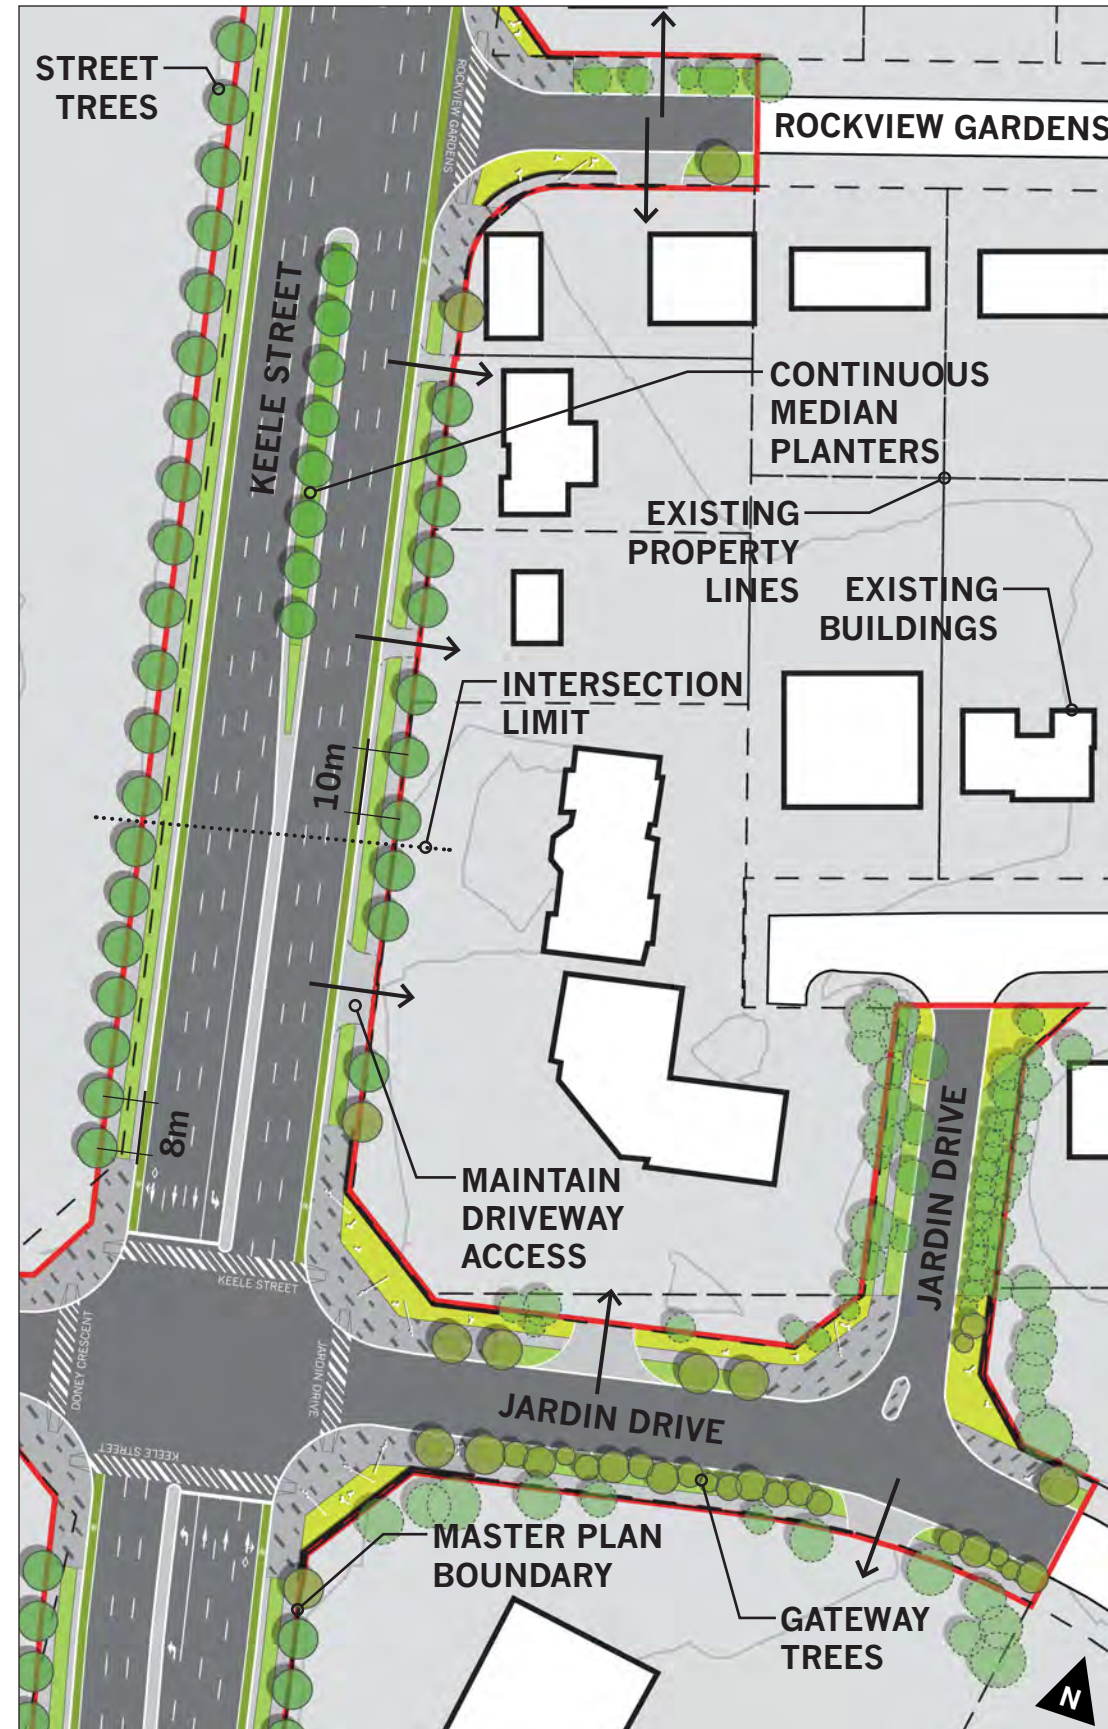 STREET
TREES
ROCKVIEW GARDENS
ROCKVIEW GARDENS
KEELE STREET
CONTINUOUS
MEDIAN
PLANTERS
EXISTING
PROPERTY
LINES
EXISTING
BUILDINGS
INTERSECTION
LIMIT
10m
8m
MAINTAIN
DRIVEWAY
ACCESS
JARDIN DRIVE
KEELE STREET
DONEY CRESCENT
JARDIN DRIVE
JARDIN DRIVE
KEELE STREET
MASTER PLAN
BOUNDARY
GATEWAY
TREES
N